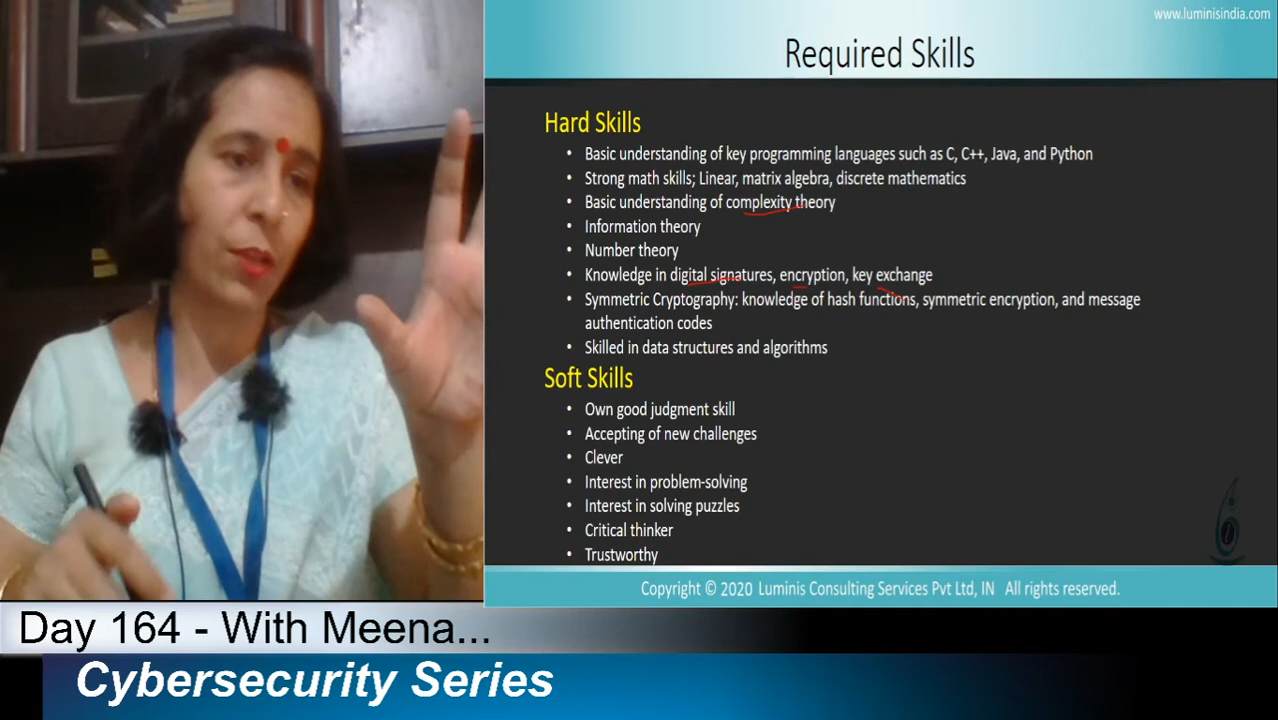 www.luminisindia.com
Required Skills
Hard Skills
• Basic understanding of key programming languages such as C, C++, Java, and Python
• Strong math skills; Linear, matrix algebra, discrete mathematics
• Basic understanding of complexity theory
• Information theory
• Number theory
• Knowledge in digital signatures, encryption, key exchange
• Symmetric Cryptography: knowledge of hash functions, symmetric encryption, and message
authentication codes
• Skilled in data structures and algorithms
Soft Skills
• Own good judgment skill
• Accepting of new challenges
• Clever
• Interest in problem-solving
• Interest in solving puzzles
• Critical thinker
• Trustworthy
Copyright © 2020 Luminis Consulting Services Pvt Ltd, IN All rights reserved.
Day 164 - With Meena...
Cybersecurity Series